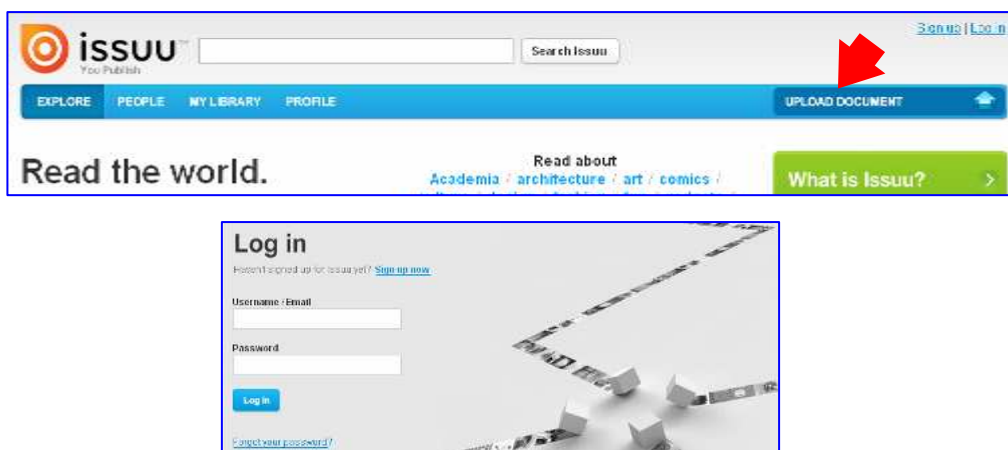 issuu
You Publish
Search Issuu
Sign up | Log in
EXPLORE PEOPLE MY LIBRARY PROFILE
UPLOAD DOCUMENT
Read the world.
Read about
Academia / architecture / art / comics /
What is Issuu?
Log in
Haven't signed up for Issuu yet? Sign up now
Username / Email
Password
Log in
Forgot your password?